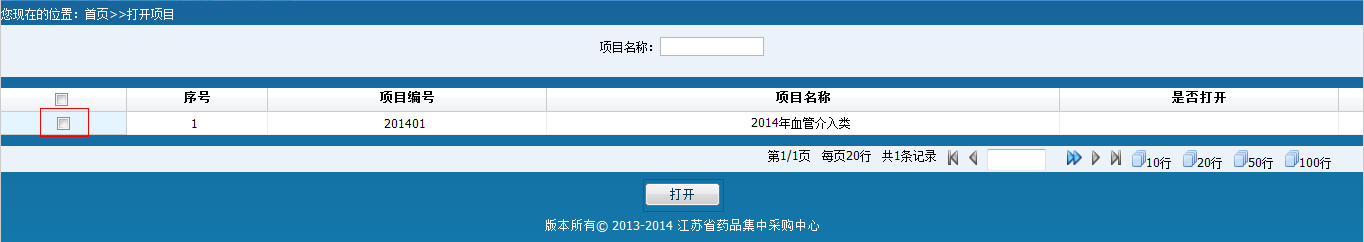 您现在的位置：首页>>打开项目
项目名称：
序号 项目编号 项目名称 是否打开
1 201401 2014年血管介入类
第1/1页 每页20行 共1条记录 10行 20行 50行 100行
打开
版本所有© 2013-2014 江苏省药品集中采购中心